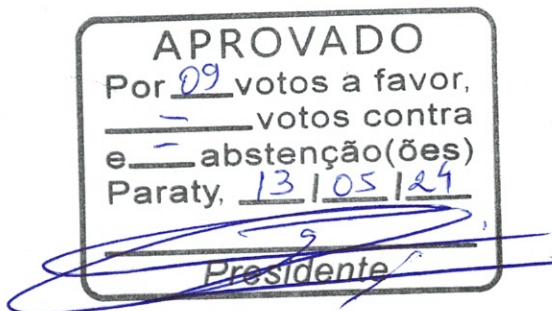 APROVADO
Por 09 votos a favor,
- votos contra
e - abstenção(ões)
Paraty, 13 | 05 | 24
Presidente